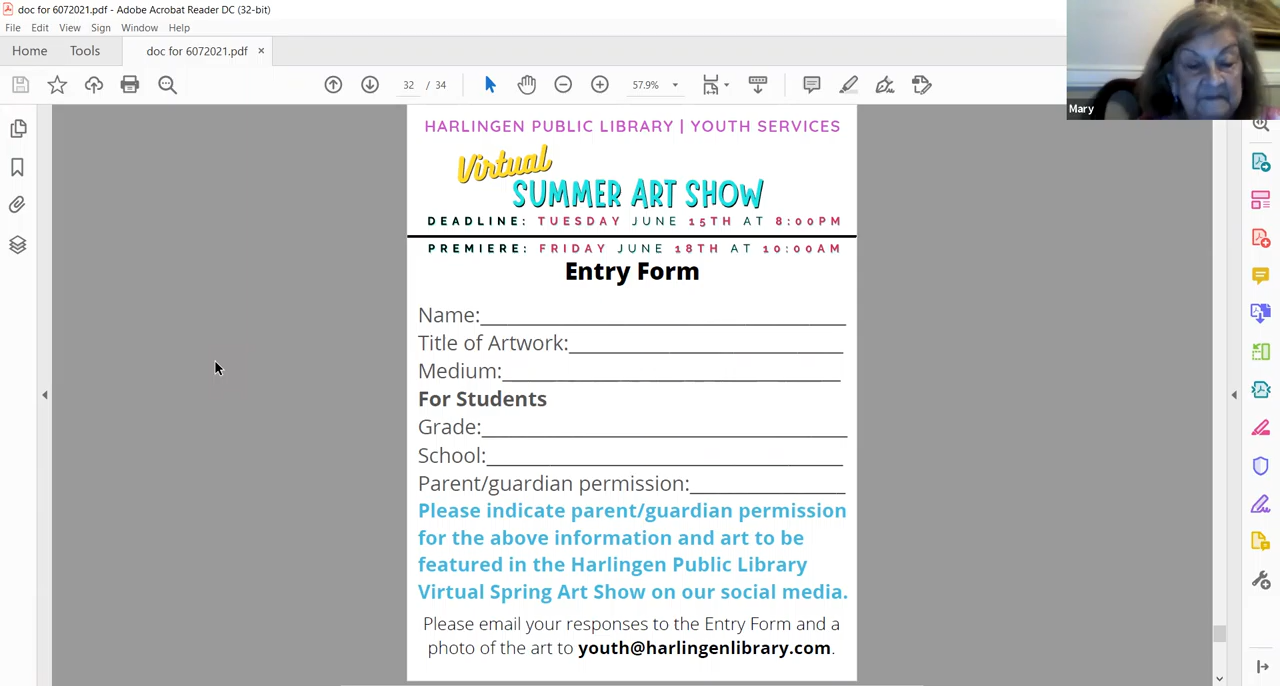 doc for 6072021.pdf - Adobe Acrobat Reader DC (32-bit)
File Edit View Sign Window Help
Home Tools doc for 6072021.pdf ×
32 / 34 57.9%
Mary
HARLINGEN PUBLIC LIBRARY | YOUTH SERVICES
Virtual
SUMMER ART SHOW
DEADLINE: TUESDAY JUNE 15TH AT 8:00PM
PREMIERE: FRIDAY JUNE 18TH AT 10:00AM
Entry Form
Name:
Title of Artwork:
Medium:
For Students
Grade:
School:
Parent/guardian permission:
Please indicate parent/guardian permission
for the above information and art to be
featured in the Harlingen Public Library
Virtual Spring Art Show on our social media.
Please email your responses to the Entry Form and a
photo of the art to youth@harlingenlibrary.com.